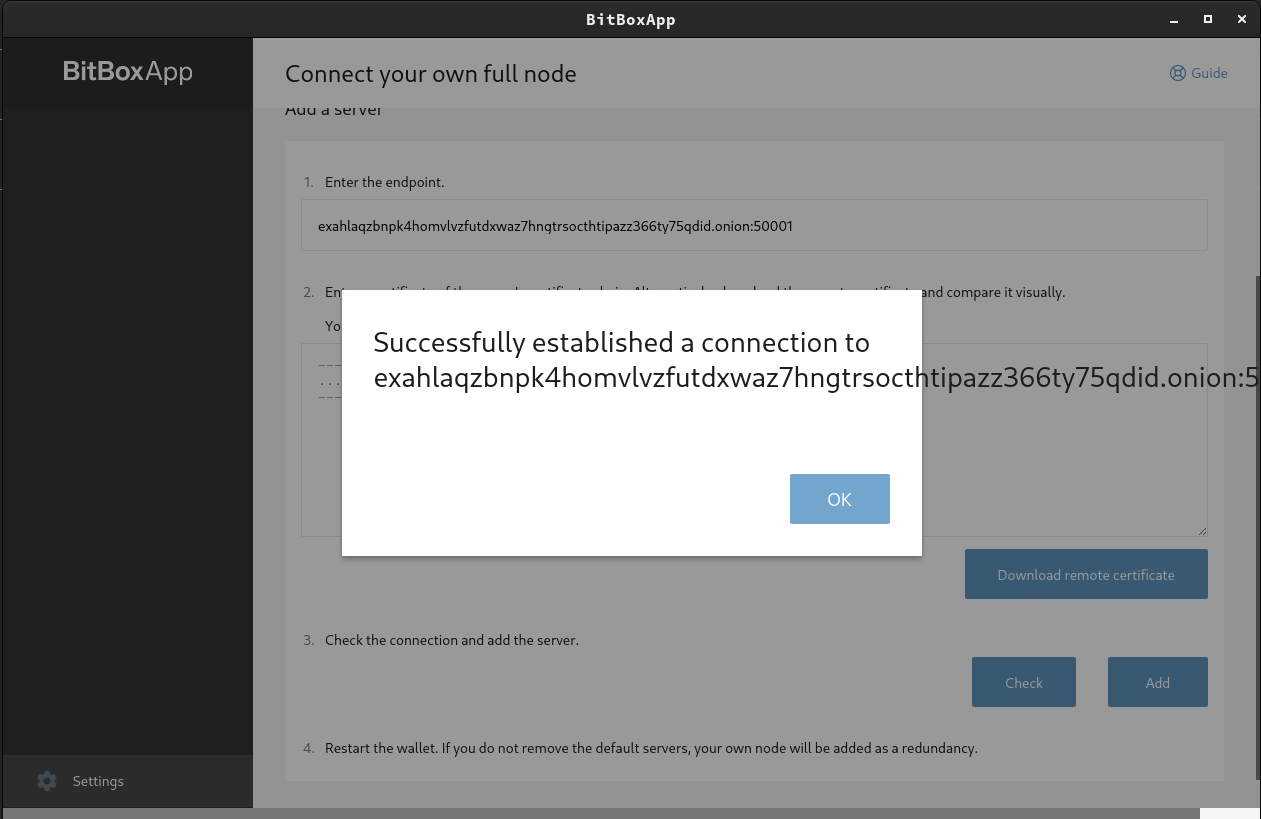 BitBoxApp
BitBoxApp
Connect your own full node
Guide
Add a server
1. Enter the endpoint.
exahlaqzbnpk4homvlvzfutdxwaz7hngtrsocthtipazz366ty75qdid.onion:50001
2. and compare it visually.
Yo
Successfully established a connection to
exahlaqzbnpk4homvlvzfutdxwaz7hngtrsocthtipazz366ty75qdid.onion:5
OK
Download remote certificate
3. Check the connection and add the server.
Check
Add
4. Restart the wallet. If you do not remove the default servers, your own node will be added as a redundancy.
Settings